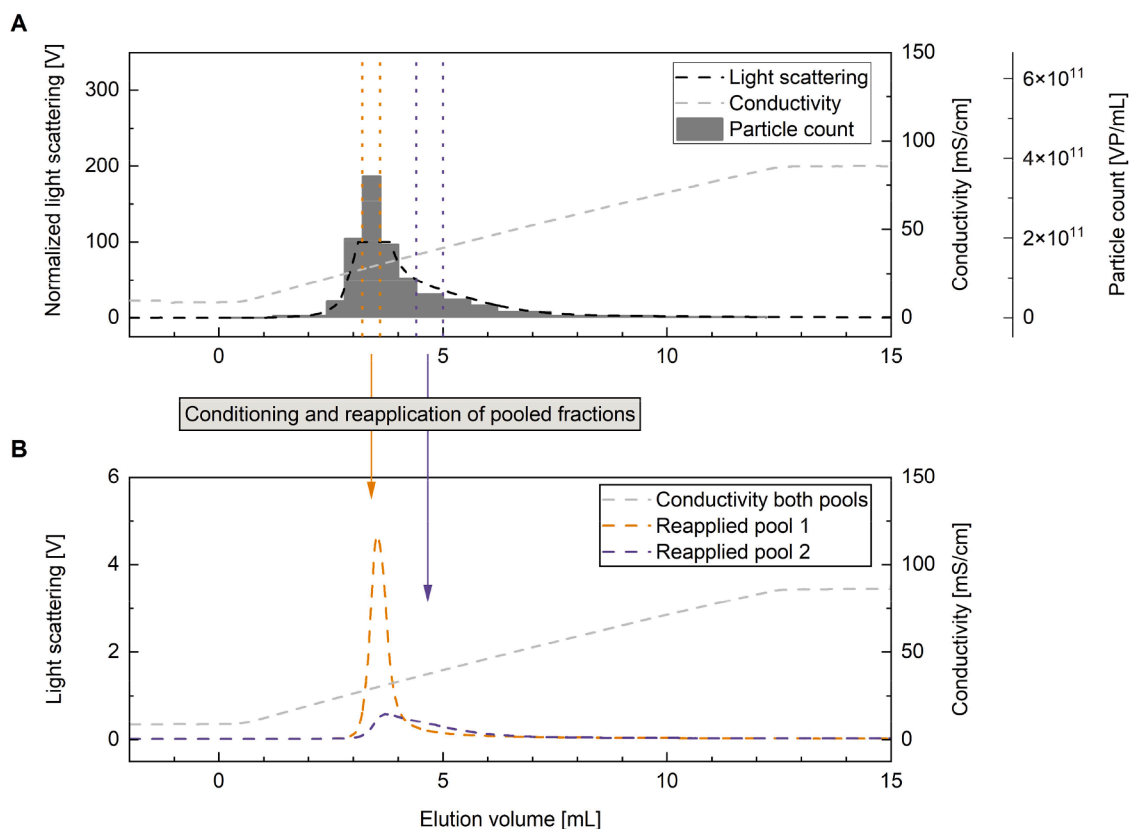 A
Normalized light scattering [V]
300
200
100
0
Light scattering
Conductivity
Particle count
150
100
50
0
Conductivity [mS/cm]
6×10¹¹
4×10¹¹
2×10¹¹
0
Particle count [VP/mL]
0
5
10
15
Conditioning and reapplication of pooled fractions
B
Light scattering [V]
6
4
2
0
Conductivity both pools
Reapplied pool 1
Reapplied pool 2
150
100
50
0
Conductivity [mS/cm]
0
5
10
15
Elution volume [mL]